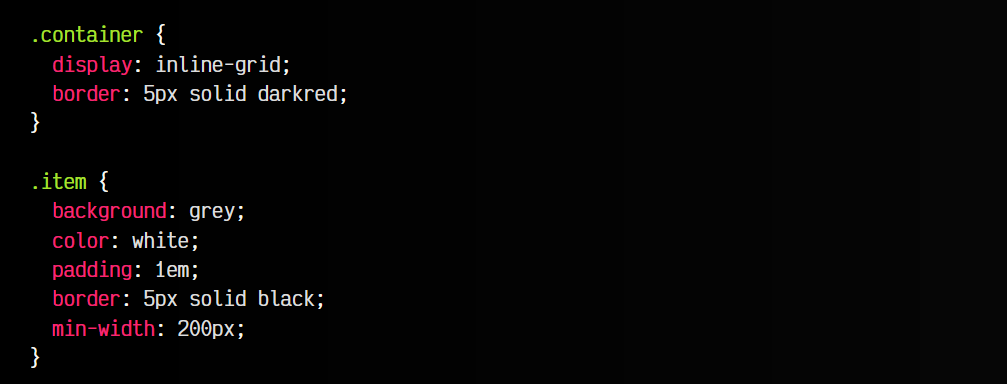 .container {
  display: inline-grid;
  border: 5px solid darkred;
}

.item {
  background: grey;
  color: white;
  padding: 1em;
  border: 5px solid black;
  min-width: 200px;
}